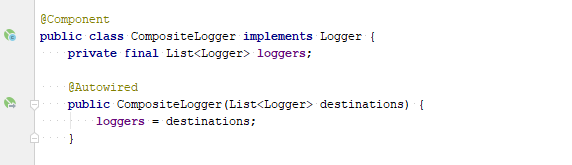 @Component
public class CompositeLogger implements Logger {
    private final List<Logger> loggers;

    @Autowired
    public CompositeLogger(List<Logger> destinations) {
        loggers = destinations;
    }